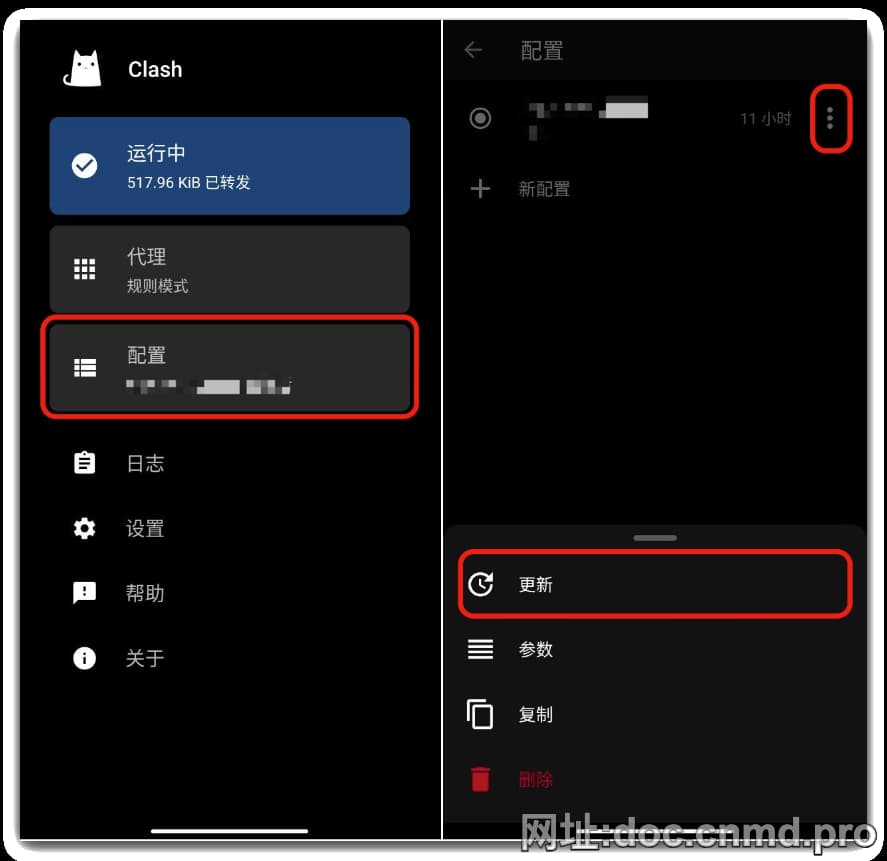 Clash
运行中
517.96 KiB 已转发
代理
规则模式
配置
日志
设置
帮助
关于
配置
11 小时
新配置
更新
参数
复制
删除
网址:doc.cnmd.pro